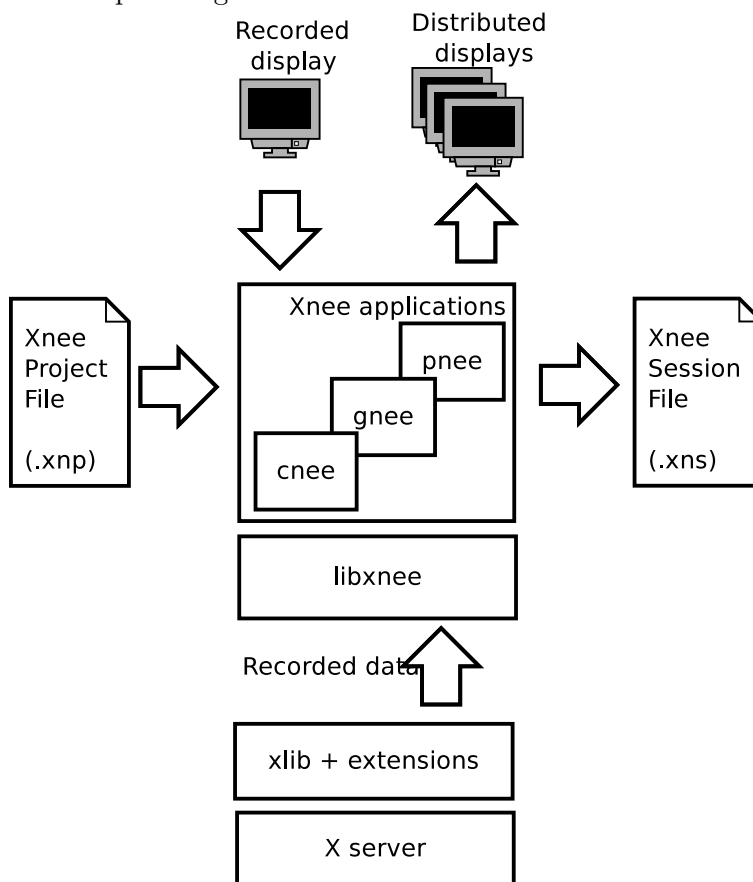 Recorded
display
Distributed
displays
Xnee
Project
File
(.xnp)
Xnee applications
pnee
gnee
cnee
Xnee
Session
File
(.xns)
libxnee
Recorded data
xlib + extensions
X server